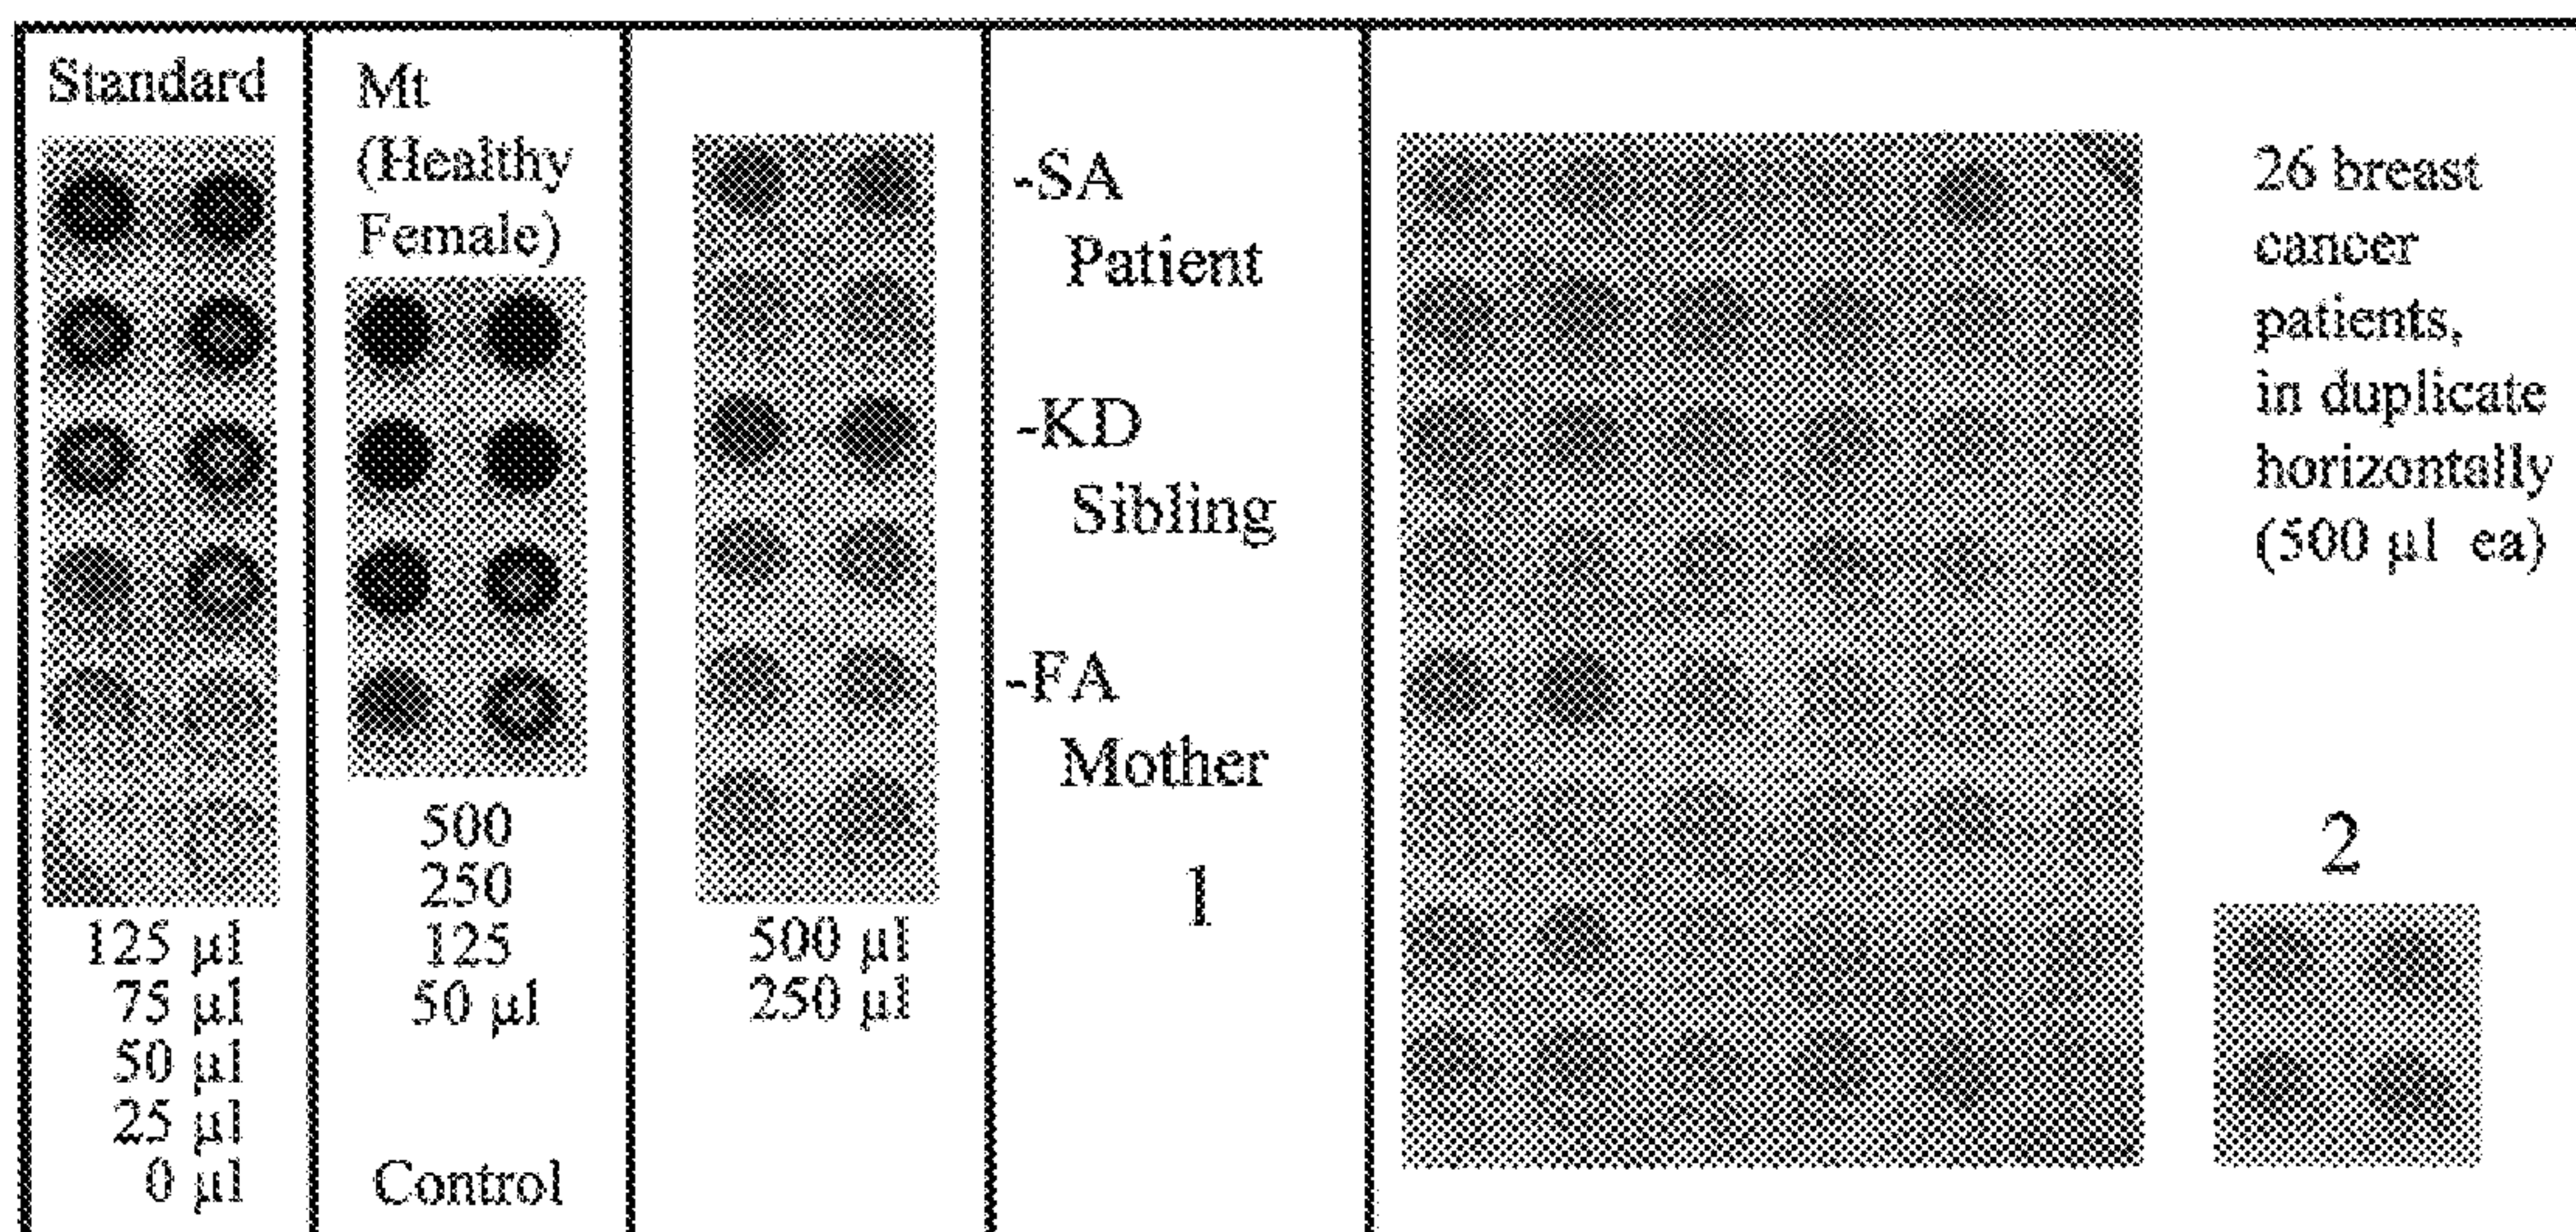 Standard
125 µl
75 µl
50 µl
25 µl
0 µl
Mt
(Healthy
Female)
500
250
125
50 µl
Control
500 µl
250 µl
-SA
Patient
-KD
Sibling
-FA
Mother
1
26 breast
cancer
patients,
in duplicate
horizontally
(500 µl ea)
2